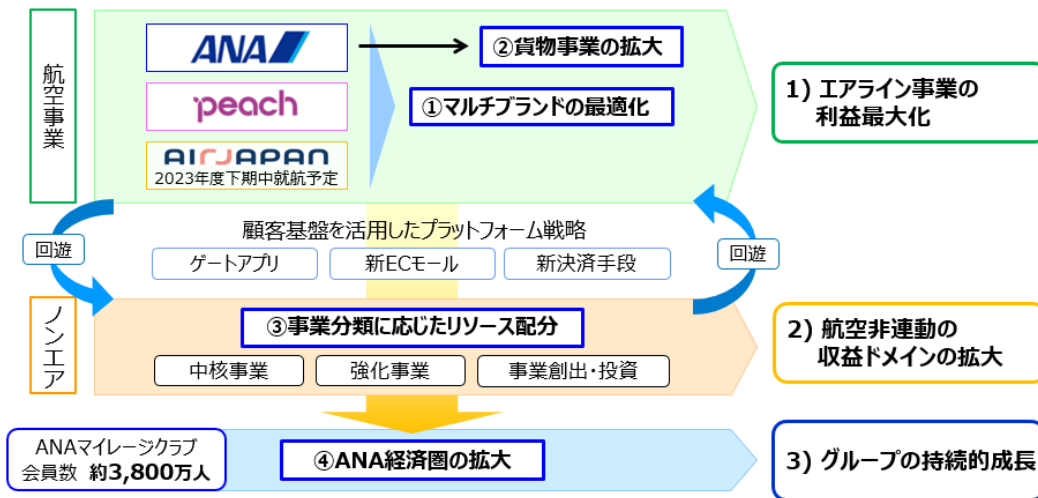 航空事業
ANA
②貨物事業の拡大
peach
①マルチブランドの最適化
AIRJAPAN
2023年度下期中就航予定
1) エアライン事業の
利益最大化
顧客基盤を活用したプラットフォーム戦略
回遊
ゲートアプリ
新ECモール
新決済手段
回遊
ノンエア
③事業分類に応じたリソース配分
中核事業
強化事業
事業創出・投資
2) 航空非連動の
収益ドメインの拡大
ANAマイレージクラブ
会員数 約3,800万人
④ANA経済圏の拡大
3) グループの持続的成長